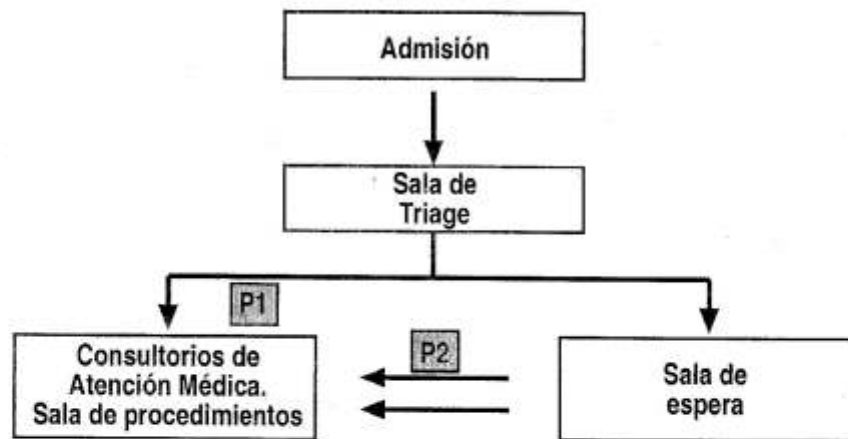 Admisión
Sala de
Triage
P1
Consultorios de
Atención Médica.
Sala de procedimientos
P2
Sala de
espera